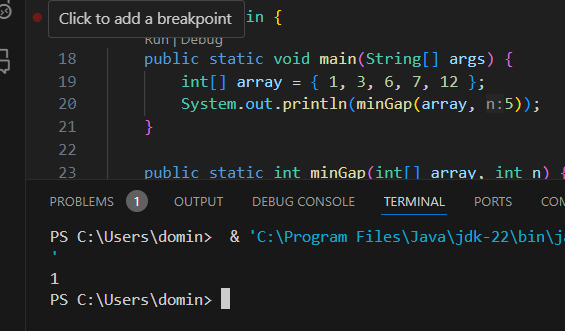 Click to add a breakpoint
in {
Run | Debug
18 public static void main(String[] args) {
19 int[] array = { 1, 3, 6, 7, 12 };
20 System.out.println(minGap(array, n:5));
21 }
22
23 public static int minGap(int[] array, int n) {
PROBLEMS 1 OUTPUT DEBUG CONSOLE TERMINAL PORTS COM
PS C:\Users\domin> & 'C:\Program Files\Java\jdk-22\bin\ja
'
1
PS C:\Users\domin>